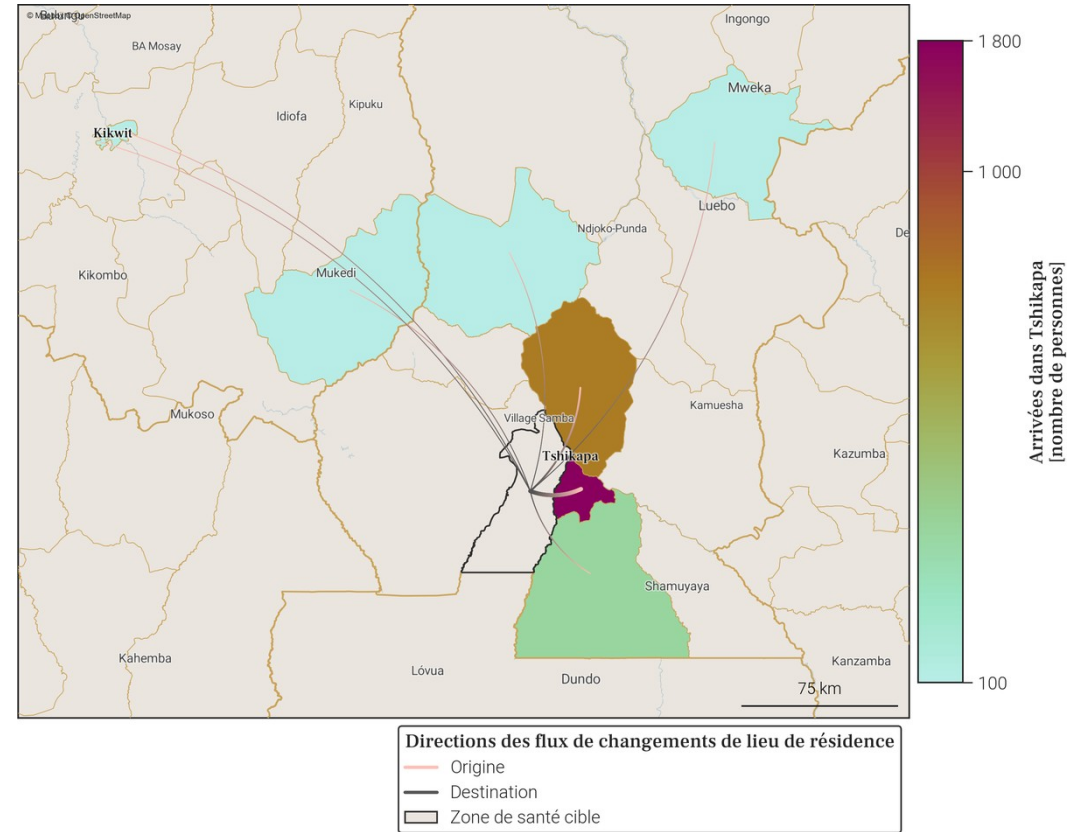 Bulungu
BA Mosay
Ingongo
Kipuku
Idiofa
Mweka
Kikwit
Luebo
Ndjoko-Punda
De
Mukedi
Kikombo
Kamuesha
Mukoso
Village Samba
Kazumba
Tshikapa
Shamuyaya
Kahemba
Lóvua
Dundo
Kanzamba
75 km
1 800
1 000
100
Arrivées dans Tshikapa
[nombre de personnes]
Directions des flux de changements de lieu de résidence
Origine
Destination
Zone de santé cible